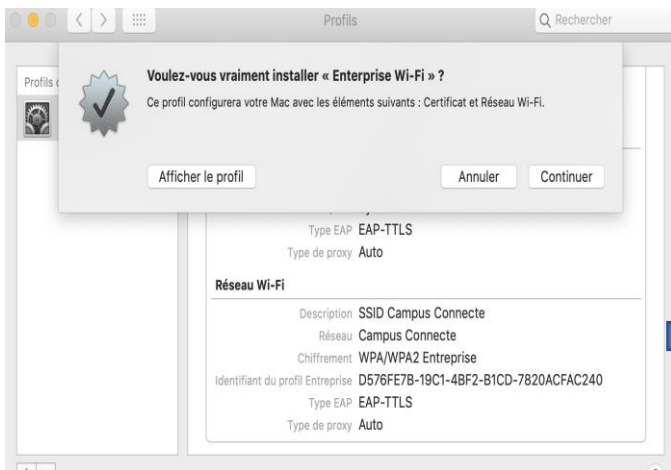 Profils
Rechercher
Profils
Voulez-vous vraiment installer « Enterprise Wi-Fi » ?
Ce profil configurera votre Mac avec les éléments suivants : Certificat et Réseau Wi-Fi.
Afficher le profil
Annuler
Continuer
Type EAP EAP-TTLS
Type de proxy Auto
Réseau Wi-Fi
Description SSID Campus Connecte
Réseau Campus Connecte
Chiffrement WPA/WPA2 Entreprise
Identifiant du profil Entreprise D576FE7B-19C1-4BF2-B1CD-7820ACFAC240
Type EAP EAP-TTLS
Type de proxy Auto